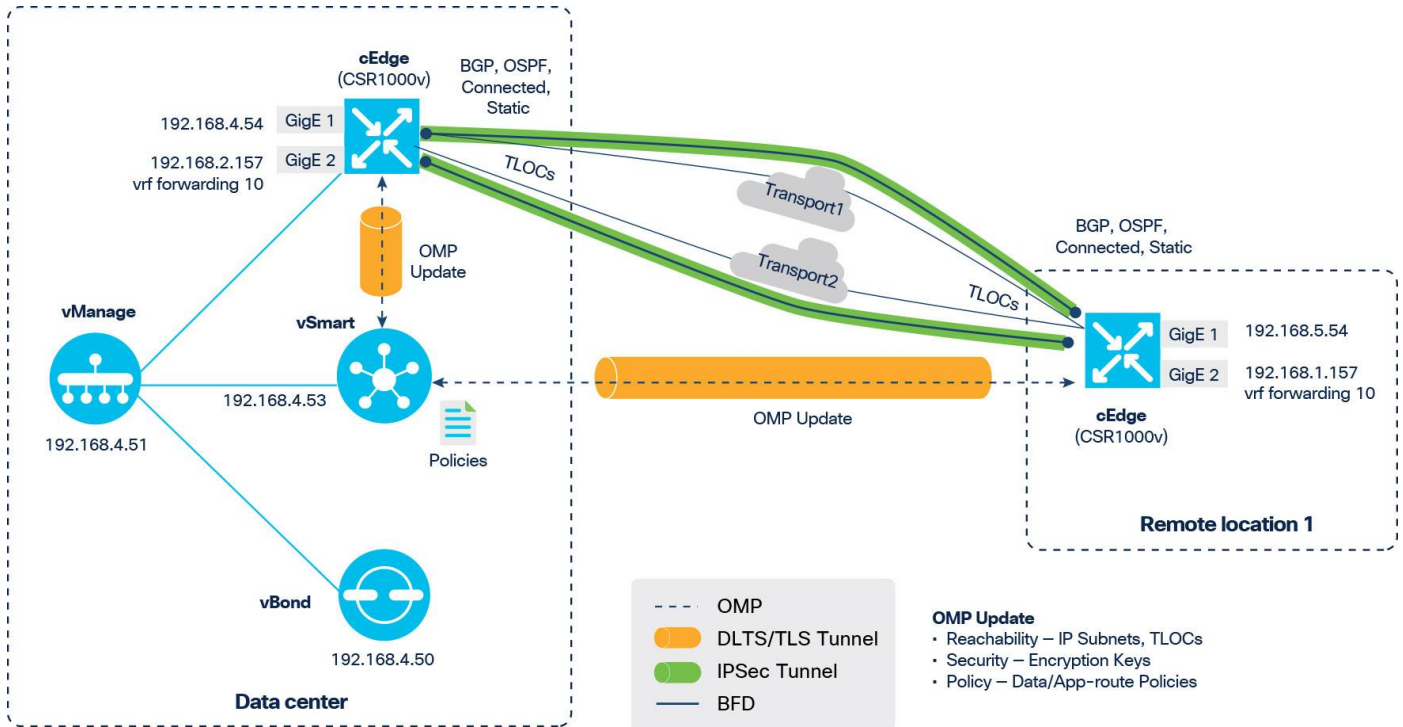 cEdge
(CSR1000v)
BGP, OSPF,
Connected,
Static
192.168.4.54
GigE 1
192.168.2.157
vrf forwarding 10
GigE 2
TLOCs
Transport1
OMP
Update
Transport2
BGP, OSPF,
Connected, Static
TLOCs
vManage
vSmart
GigE 1
192.168.5.54
GigE 2
192.168.1.157
vrf forwarding 10
192.168.4.53
192.168.4.51
OMP Update
cEdge
(CSR1000v)
Policies
Remote location 1
vBond
192.168.4.50
Data center
OMP
DLTS/TLS Tunnel
IPSec Tunnel
BFD
OMP Update
• Reachability – IP Subnets, TLOCs
• Security – Encryption Keys
• Policy – Data/App-route Policies